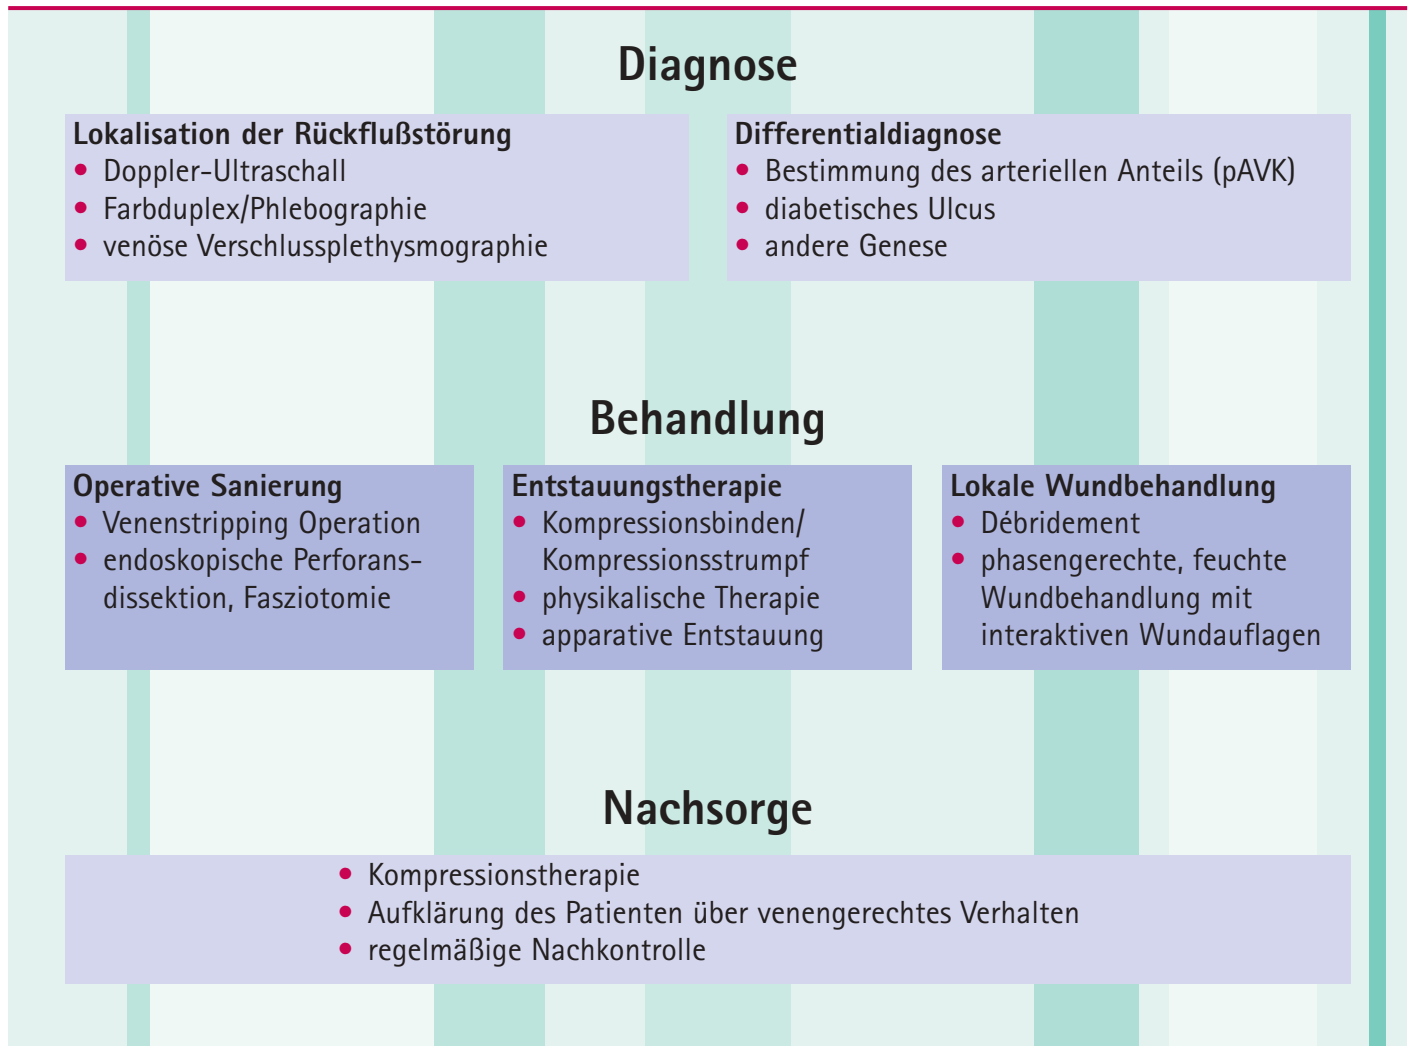 Diagnose
Lokalisation der Rückflußstörung
• Doppler-Ultraschall
• Farbduplex/Phlebographie
• venöse Verschlussplethysmographie
Differentialdiagnose
• Bestimmung des arteriellen Anteils (pAVK)
• diabetisches Ulcus
• andere Genese
Behandlung
Operative Sanierung
• Venenstripping Operation
• endoskopische Perforans-
dissektion, Fasziotomie
Entstauungstherapie
• Kompressionsbinden/
Kompressionsstrumpf
• physikalische Therapie
• apparative Entstauung
Lokale Wundbehandlung
• Débridement
• phasengerechte, feuchte
Wundbehandlung mit
interaktiven Wundauflagen
Nachsorge
• Kompressionstherapie
• Aufklärung des Patienten über venengerechtes Verhalten
• regelmäßige Nachkontrolle